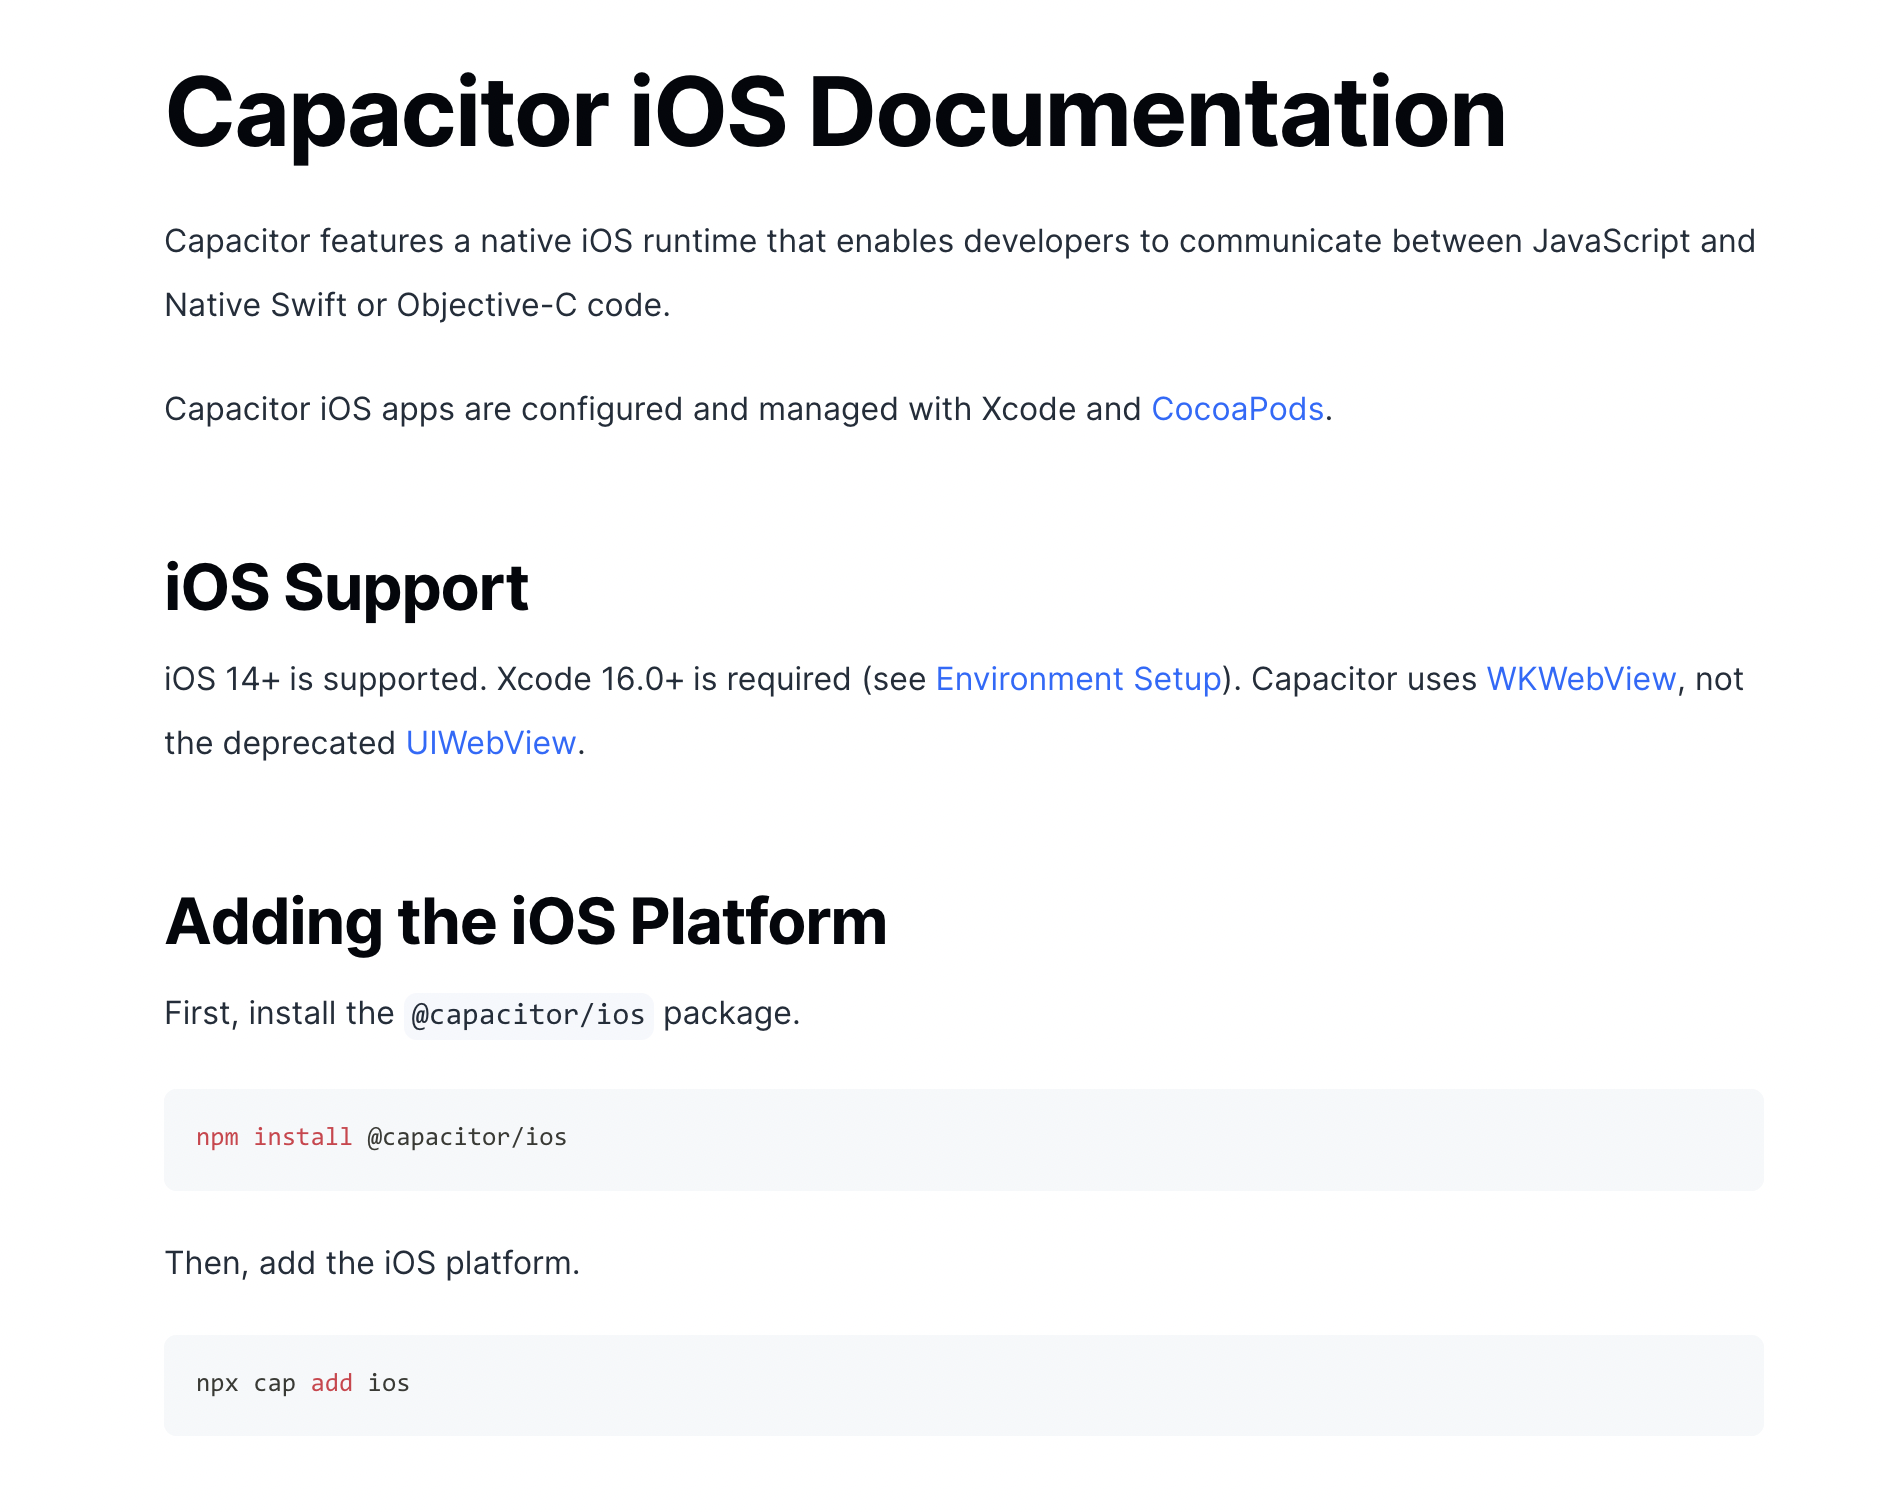 Capacitor iOS Documentation
Capacitor features a native iOS runtime that enables developers to communicate between JavaScript and
Native Swift or Objective-C code.
Capacitor iOS apps are configured and managed with Xcode and CocoaPods.
iOS Support
iOS 14+ is supported. Xcode 16.0+ is required (see Environment Setup). Capacitor uses WKWebView, not
the deprecated UIWebView.
Adding the iOS Platform
First, install the @capacitor/ios package.
npm install @capacitor/ios
Then, add the iOS platform.
npx cap add ios